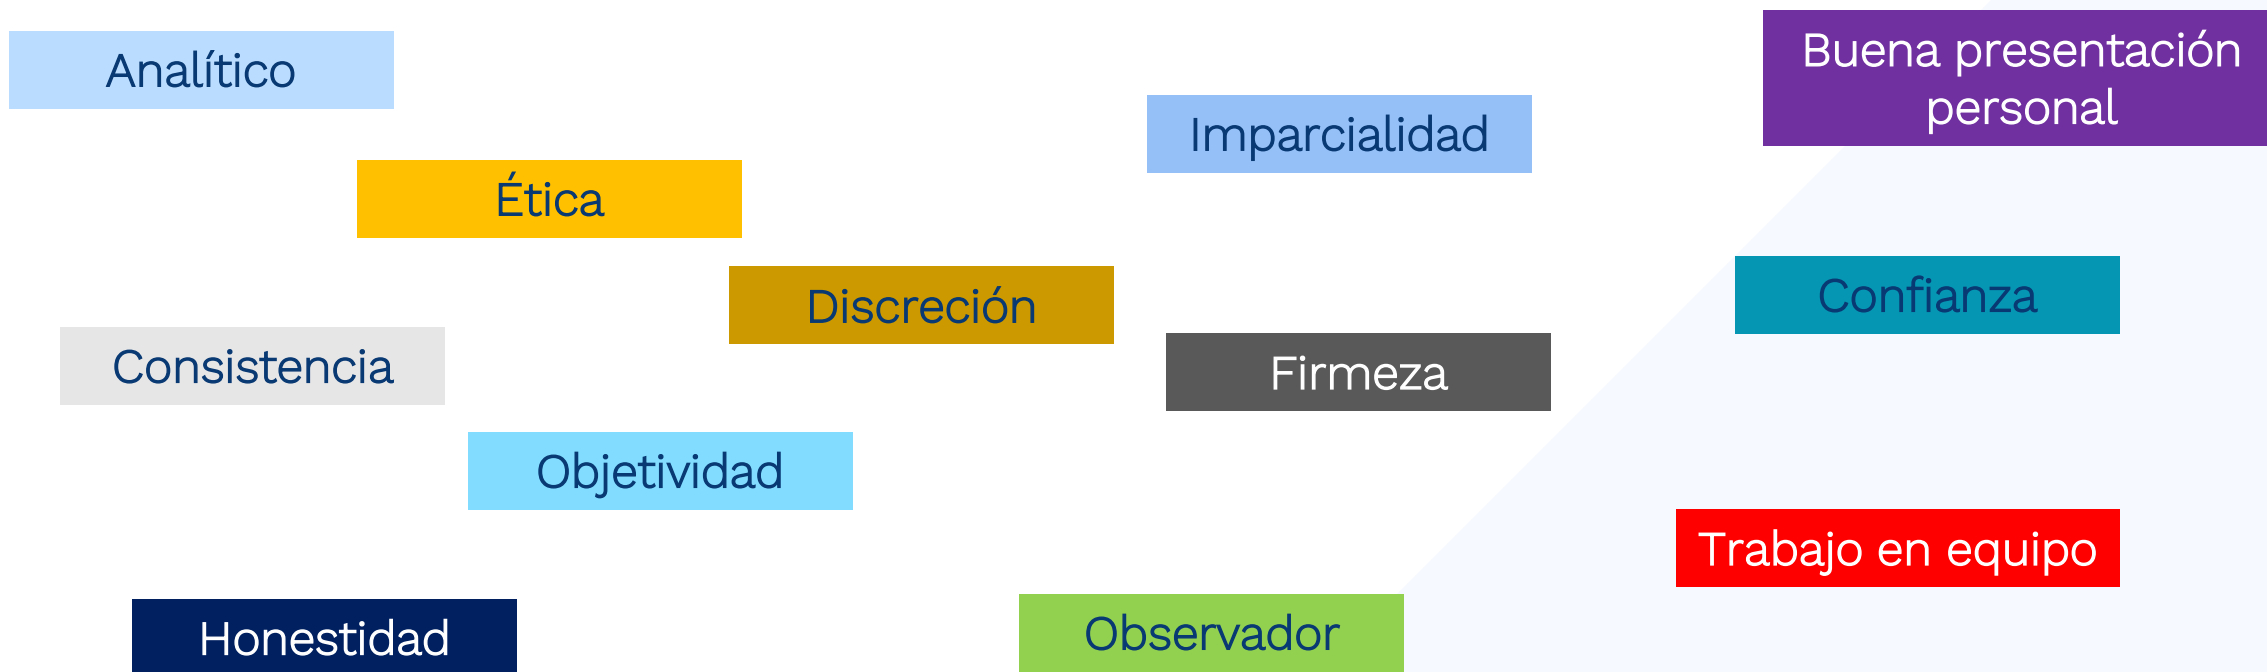 Analítico
Buena presentación
personal
Imparcialidad
Ética
Discreción
Confianza
Consistencia
Firmeza
Objetividad
Trabajo en equipo
Honestidad
Observador